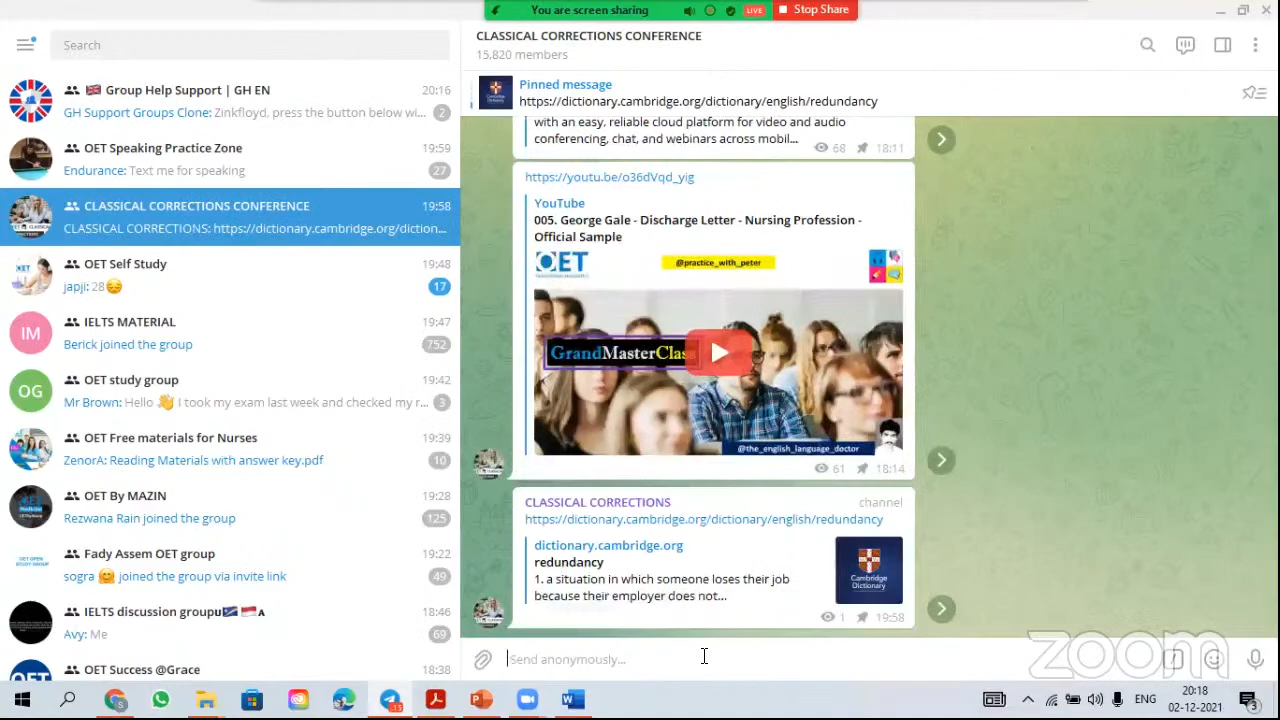 You are screen sharing
LIVE
Stop Share
Search
Group Help Support | GH EN
20:16
GH Support Groups Clone: Zinkfloyd, press the button below wi...
2
OET Speaking Practice Zone
19:59
Endurance: Text me for speaking
27
CLASSICAL CORRECTIONS CONFERENCE
19:58
CLASSICAL CORRECTIONS: https://dictionary.cambridge.org/diction...
OET Self Study
19:48
japji: 28😔
17
IM
IELTS MATERIAL
19:47
Berick joined the group
752
OG
OET study group
19:42
Mr Brown: Hello 👋 I took my exam last week and checked my r...
3
OET Free materials for Nurses
19:39
ZenorA: Reading Materials with answer key.pdf
10
OET By MAZIN
19:28
Rezwana Rain joined the group
125
Fady Assem OET group
19:22
sogra 🤗 joined the group via invite link
49
IELTS discussion group
18:46
Avy: Me
69
OET Success @Grace
18:38
CLASSICAL CORRECTIONS CONFERENCE
15,820 members
Pinned message
https://dictionary.cambridge.org/dictionary/english/redundancy
with an easy, reliable cloud platform for video and audio
conferencing, chat, and webinars across mobil...
68
18:11
https://youtu.be/o36dVqd_yig
YouTube
005. George Gale - Discharge Letter - Nursing Profession -
Official Sample
OET
@practice_with_peter
GrandMasterClass
@the_english_language_doctor
61
18:14
CLASSICAL CORRECTIONS
channel
https://dictionary.cambridge.org/dictionary/english/redundancy
dictionary.cambridge.org
redundancy
1. a situation in which someone loses their job
because their employer does not...
Cambridge
Dictionary
1
19:58
Send anonymously...
zoom
ENG
20:18
02-12-2021
3